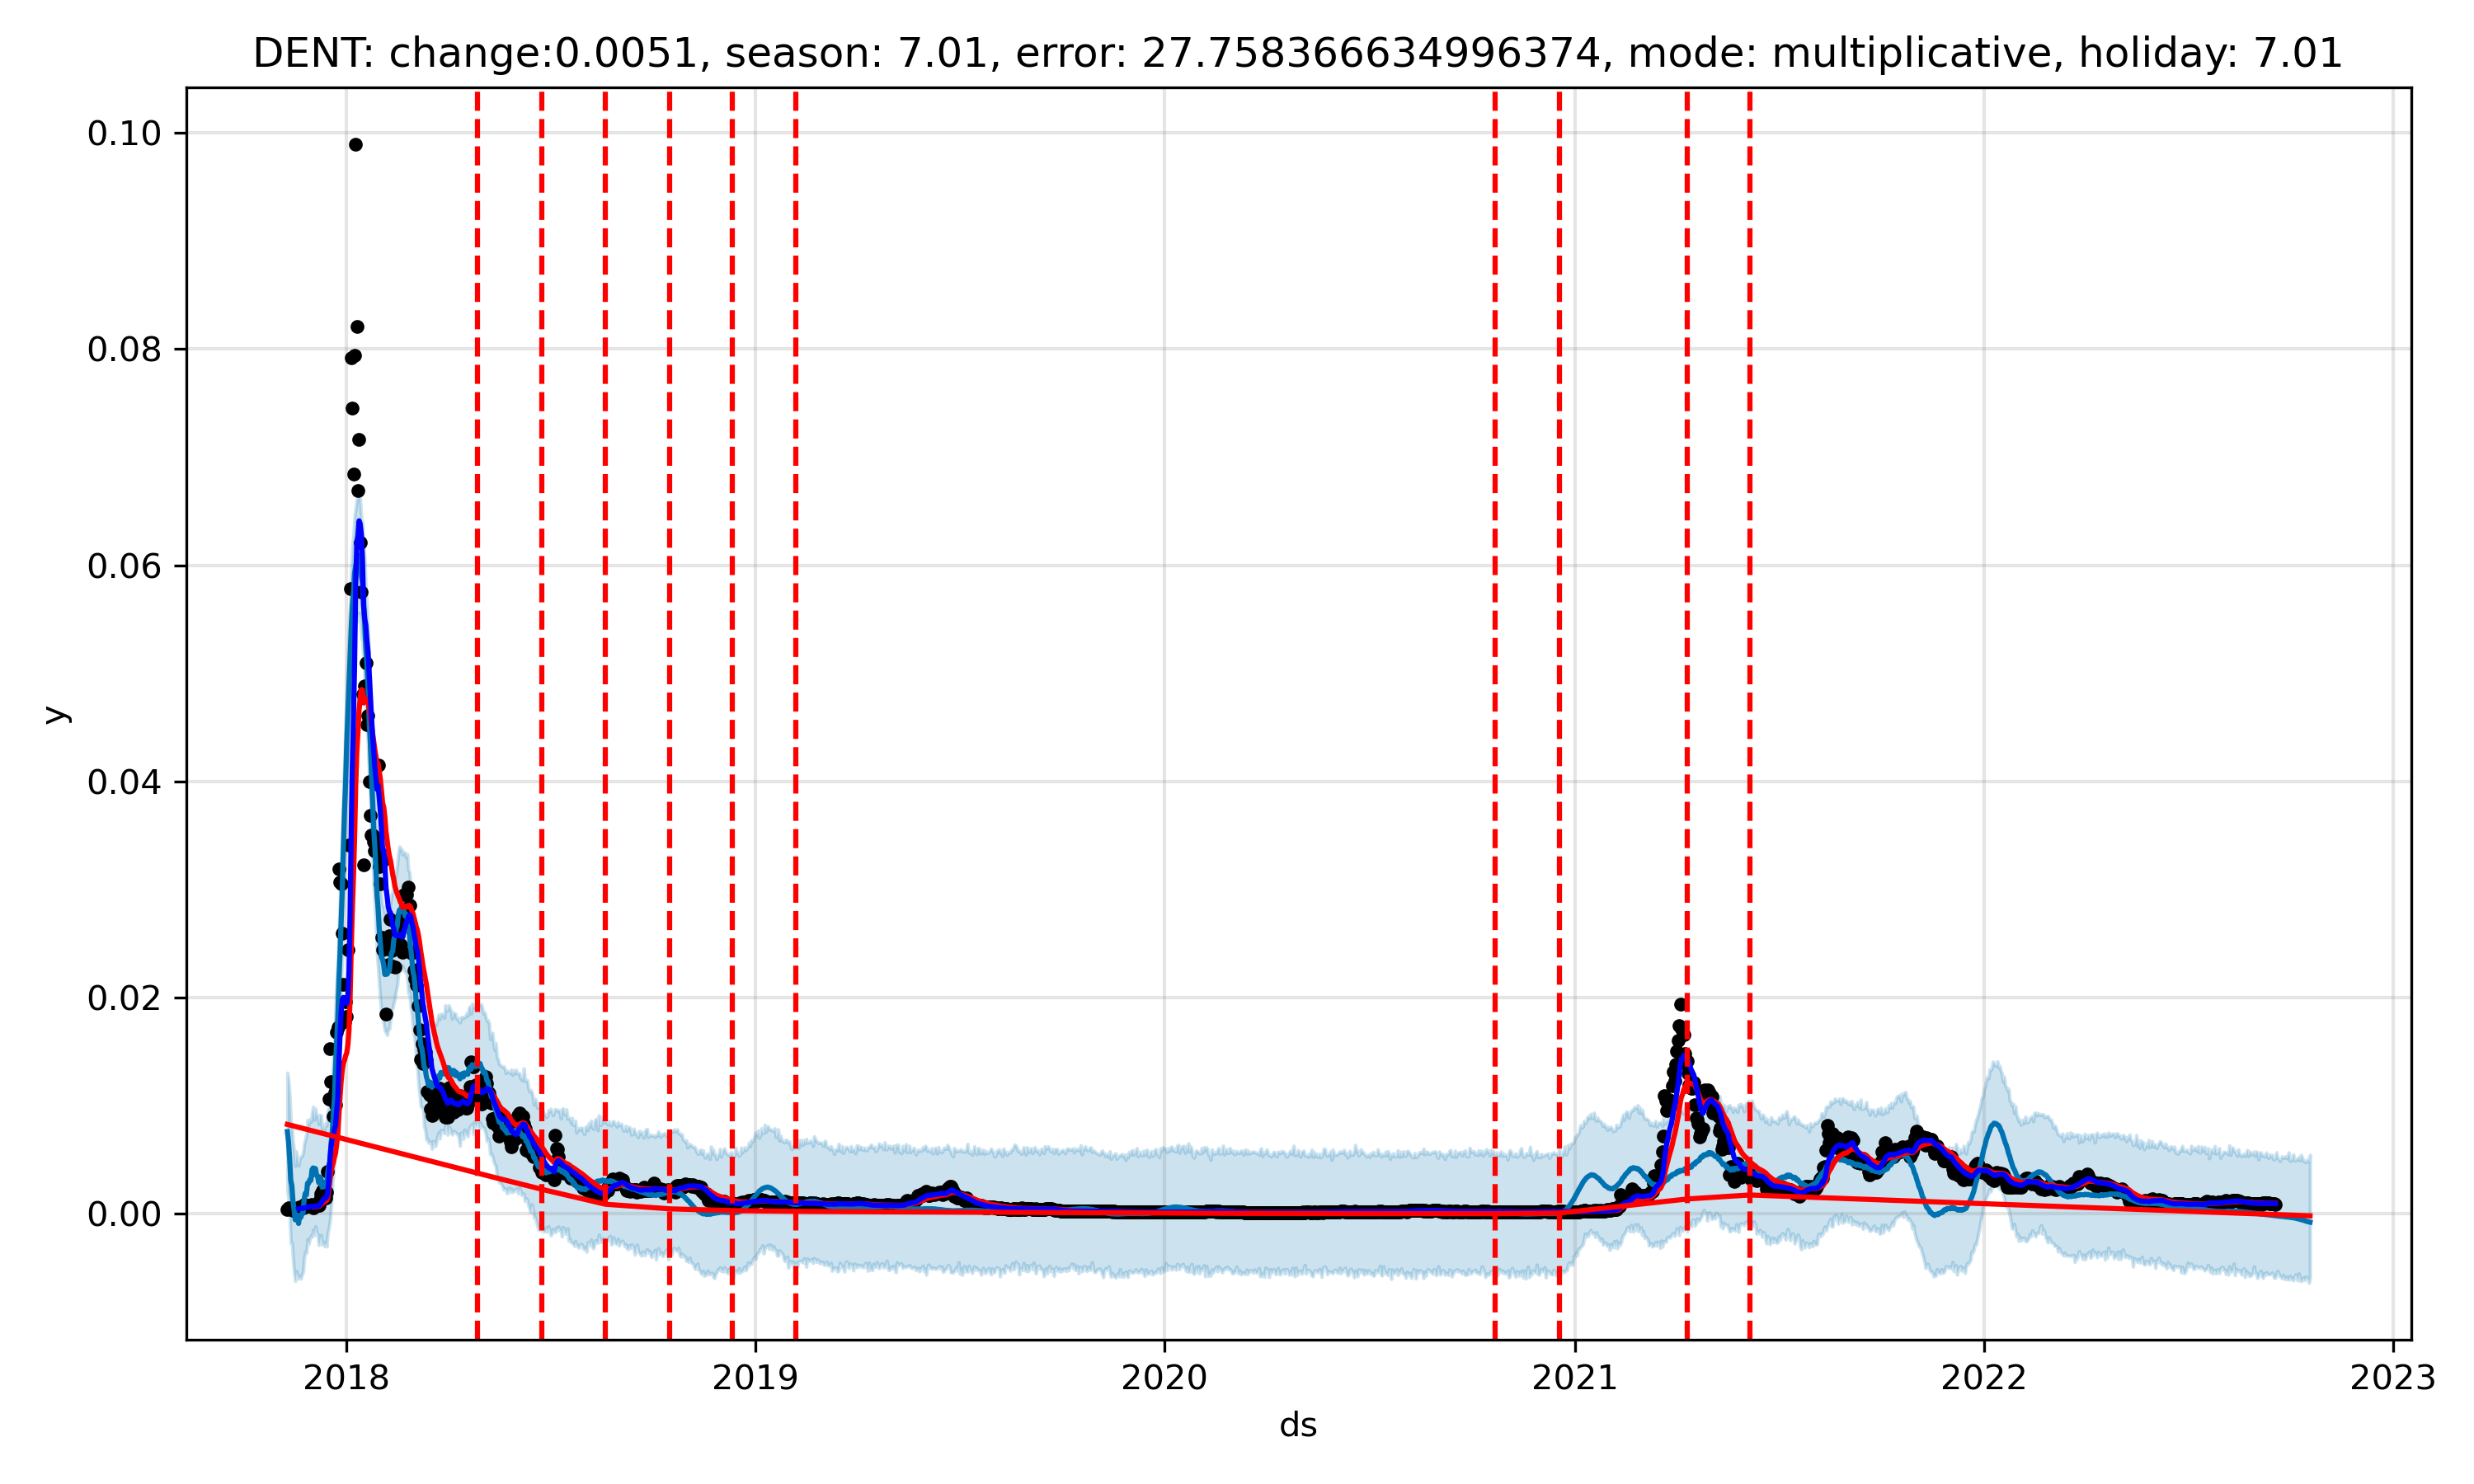 DENT: change:0.0051, season: 7.01, error: 27.758366634996374, mode: multiplicative, holiday: 7.01
0.10
0.08
0.06
0.04
0.02
0.00
y
2018 2019 2020 2021 2022 2023
ds